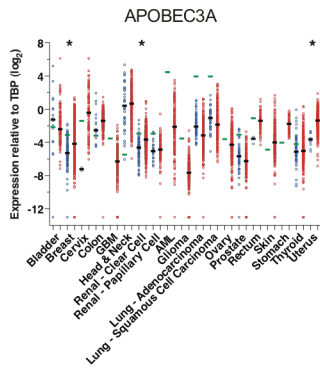 APOBEC3A
* * *
Expression relative to TBP (log2)
8
4
0
-4
-8
-12
Bladder
Breast
Cervix
Colon
GBM
Head & Neck
Renal - Clear Cell
Renal - Papillary Cell
AML
Glioma
Lung - Adenocarcinoma
Lung - Squamous Cell Carcinoma
Ovary
Prostate
Rectum
Skin
Stomach
Thyroid
Uterus